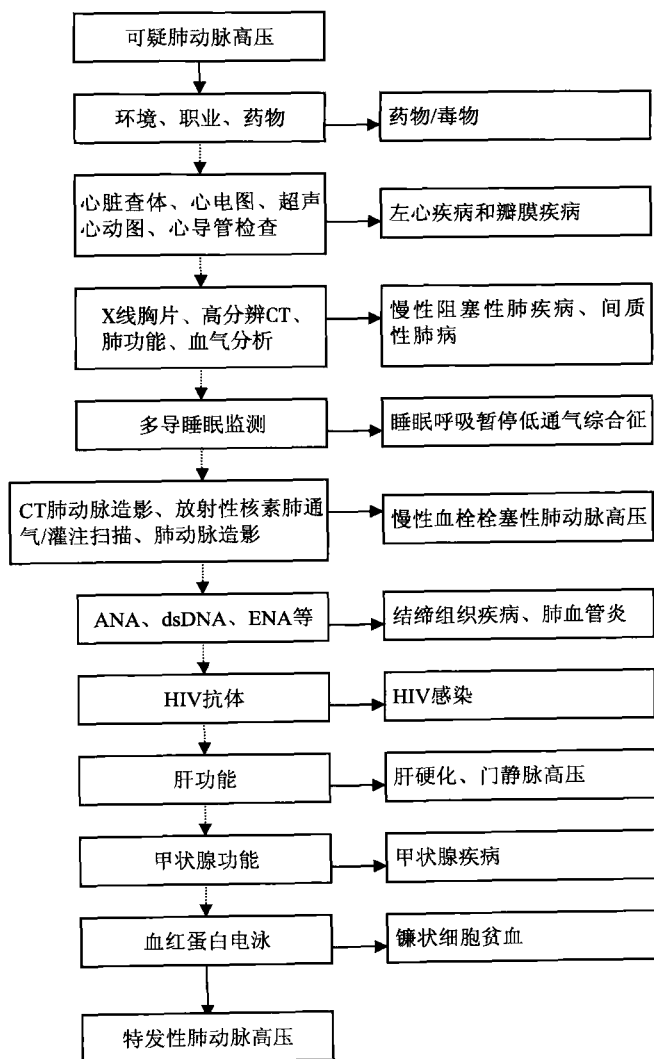 可疑肺动脉高压
环境、职业、药物
药物/毒物
心脏查体、心电图、超声
心动图、心导管检查
左心疾病和瓣膜疾病
X线胸片、高分辨CT、
肺功能、血气分析
慢性阻塞性肺疾病、间质
性肺病
多导睡眠监测
睡眠呼吸暂停低通气综合征
CT肺动脉造影、放射性核素肺通
气/灌注扫描、肺动脉造影
慢性血栓栓塞性肺动脉高压
ANA、dsDNA、ENA等
结缔组织疾病、肺血管炎
HIV抗体
HIV感染
肝功能
肝硬化、门静脉高压
甲状腺功能
甲状腺疾病
血红蛋白电泳
镰状细胞贫血
特发性肺动脉高压